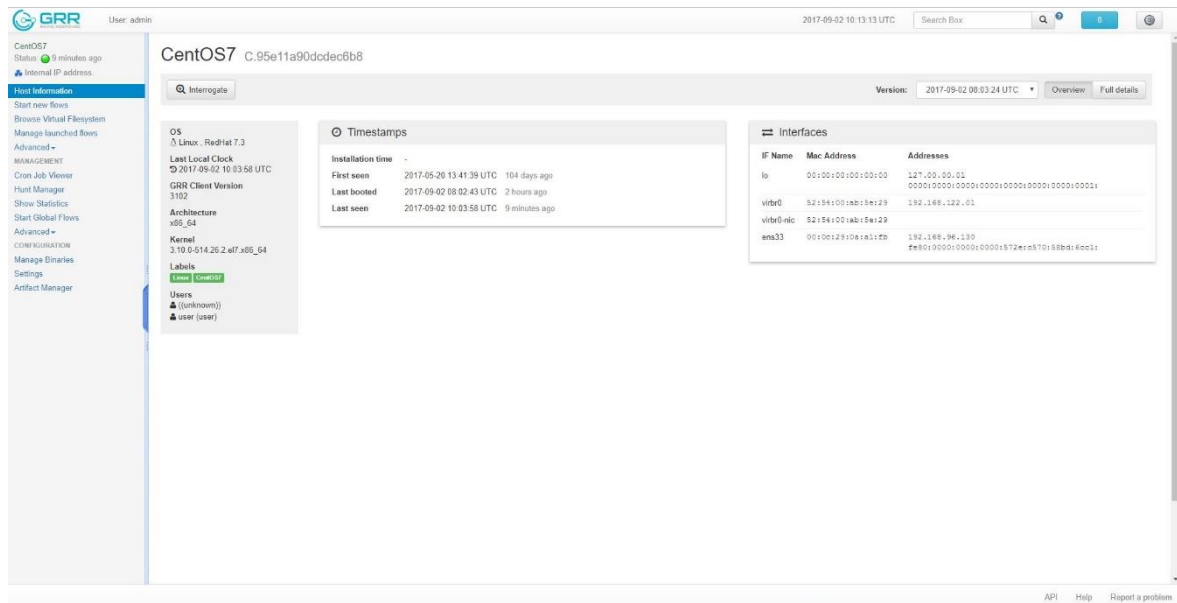 GRR
User: admin
2017-09-02 10:13:13 UTC
Search Box
CentOS7
Status: 9 minutes ago
Internal IP address.
Host Information
Start new flows
Browse Virtual Filesystem
Manage launched flows
Advanced
MANAGEMENT
Cron Job Viewer
Hunt Manager
Show Statistics
Start Global Flows
Advanced
CONFIGURATION
Manage Binaries
Settings
Artifact Manager
CentOS7 C.95e11a90dcdec6b8
Interrogate
Version: 2017-09-02 08:03:24 UTC Overview Full details
OS
Linux , RedHat 7.3
Last Local Clock
2017-09-02 10:03:58 UTC
GRR Client Version
3102
Architecture
x86_64
Kernel
3.10.0-514.26.2.el7.x86_64
Labels
Linux CentOS7
Users
((unknown))
user (user)
Timestamps
Installation time -
First seen 2017-05-20 13:41:39 UTC 104 days ago
Last booted 2017-09-02 08:02:43 UTC 2 hours ago
Last seen 2017-09-02 10:03:58 UTC 9 minutes ago
Interfaces
IF Name Mac Address Addresses
lo 00:00:00:00:00:00 127.00.00.01
0000:0000:0000:0000:0000:0000:0000:0001:
virbr0 52:54:00:ab:5e:29 192.168.122.01
virbr0-nic 52:54:00:ab:5e:29
ens33 00:0c:29:0a:a1:fb 192.168.96.130
fe80:0000:0000:0000:572e:c570:58bd:6cc1:
API Help Report a problem